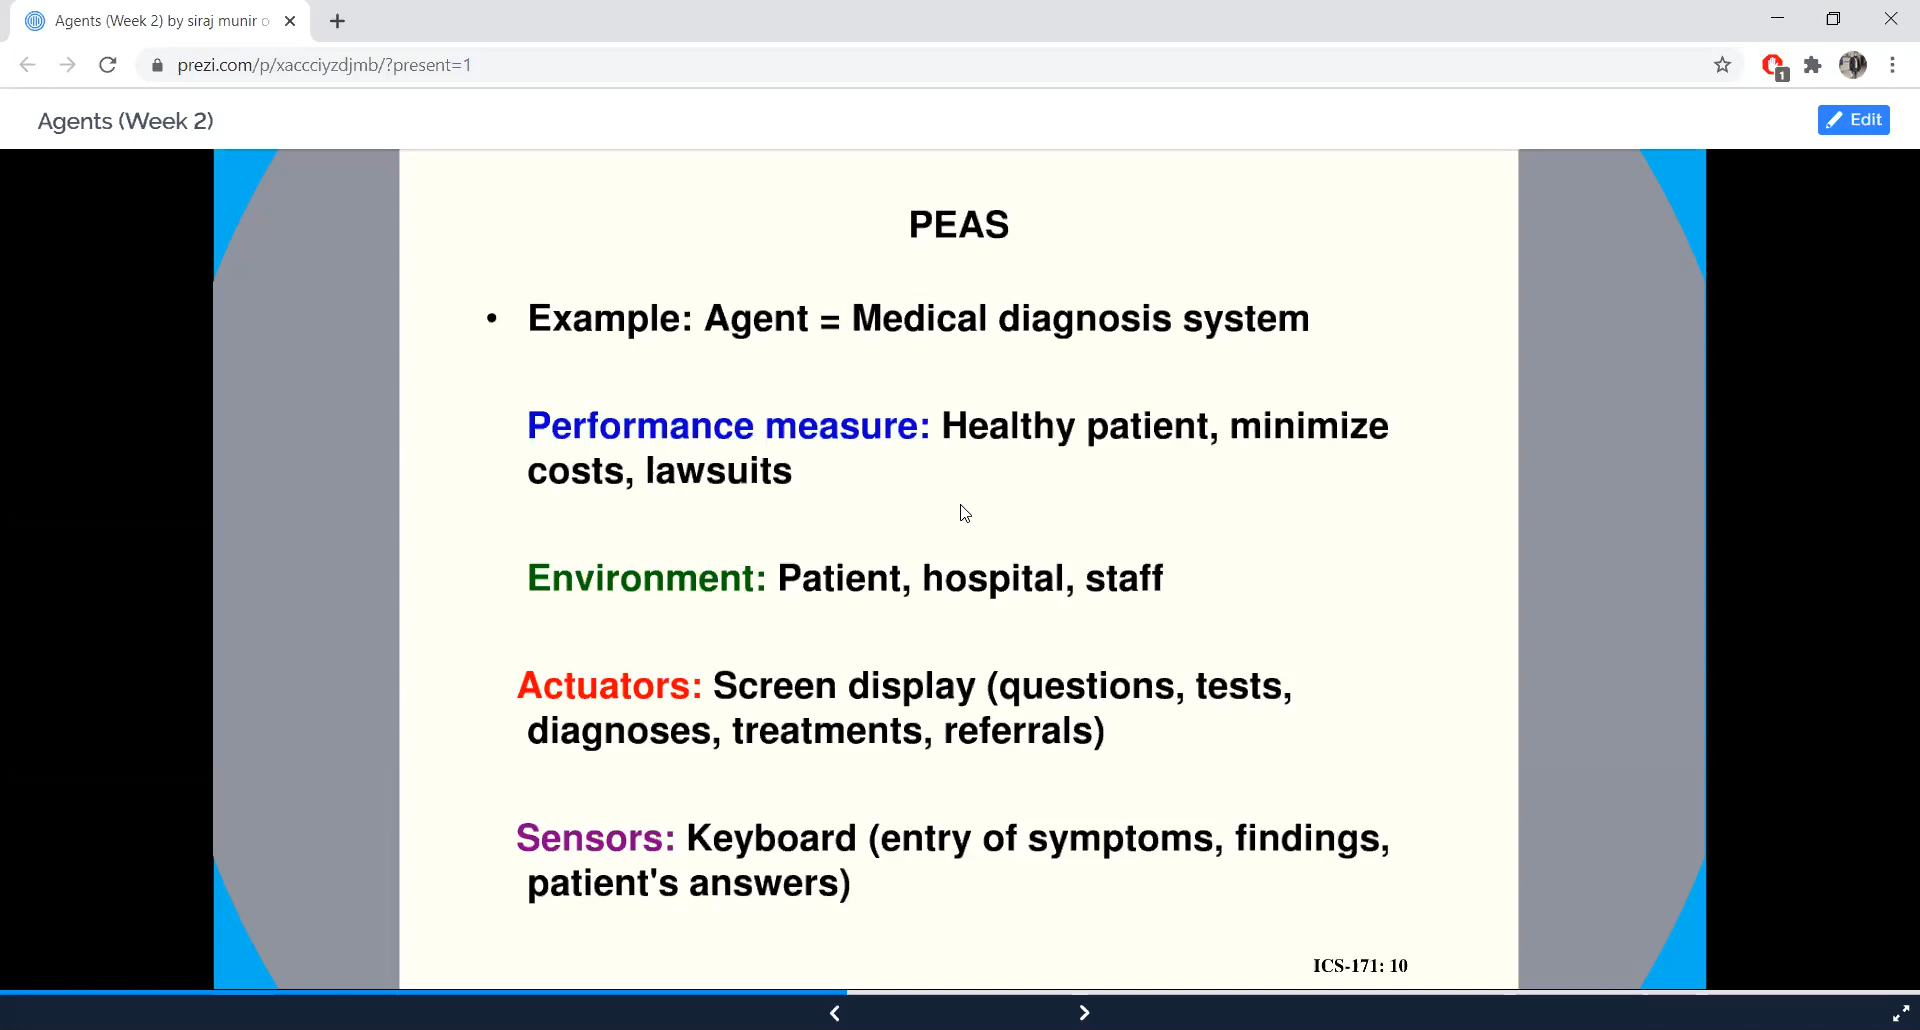 Agents (Week 2) by siraj munir o
prezi.com/p/xaccciyzdjmb/?present=1
1
Agents (Week 2)
Edit
PEAS
• Example: Agent = Medical diagnosis system
Performance measure: Healthy patient, minimize
costs, lawsuits
Environment: Patient, hospital, staff
Actuators: Screen display (questions, tests,
diagnoses, treatments, referrals)
Sensors: Keyboard (entry of symptoms, findings,
patient's answers)
ICS-171: 10